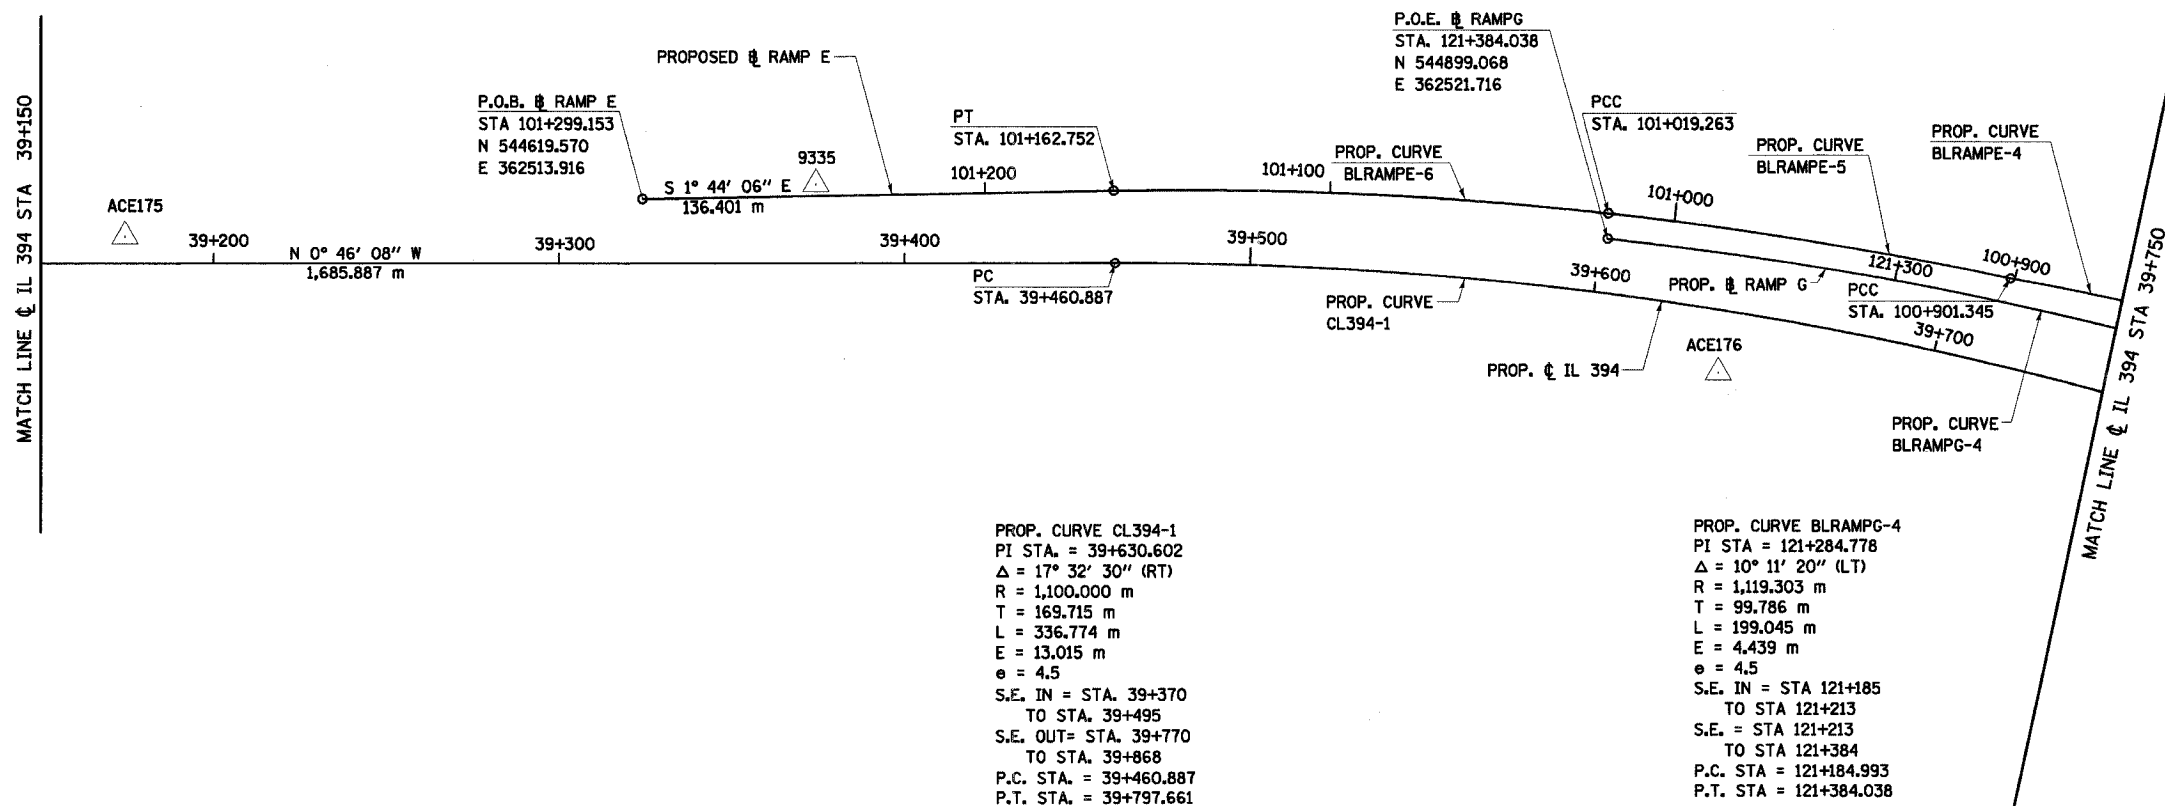 MATCH LINE ℄ IL 394 STA 39+150
P.O.B. ⅊ RAMP E
STA 101+299.153
N 544619.570
E 362513.916
PROPOSED ⅊ RAMP E
9335
ACE175
S 1° 44' 06" E
136.401 m
39+200
N 0° 46' 08" W
1,685.887 m
39+300
39+400
39+500
39+600
39+700
101+200
101+100
101+000
100+900
121+300
PT
STA. 101+162.752
PC
STA. 39+460.887
P.O.E. ⅊ RAMPG
STA. 121+384.038
N 544899.068
E 362521.716
PROP. CURVE
BLRAMPE-6
PCC
STA. 101+019.263
PROP. CURVE
BLRAMPE-5
PROP. CURVE
BLRAMPE-4
PROP. CURVE
CL394-1
PROP. ⅊ RAMP G
PCC
STA. 100+901.345
PROP. ℄ IL 394
ACE176
PROP. CURVE
BLRAMPG-4
MATCH LINE ℄ IL 394 STA 39+750
PROP. CURVE CL394-1
PI STA. = 39+630.602
Δ = 17° 32' 30" (RT)
R = 1,100.000 m
T = 169.715 m
L = 336.774 m
E = 13.015 m
e = 4.5
S.E. IN = STA. 39+370
TO STA. 39+495
S.E. OUT= STA. 39+770
TO STA. 39+868
P.C. STA. = 39+460.887
P.T. STA. = 39+797.661
PROP. CURVE BLRAMPG-4
PI STA = 121+284.778
Δ = 10° 11' 20" (LT)
R = 1,119.303 m
T = 99.786 m
L = 199.045 m
E = 4.439 m
e = 4.5
S.E. IN = STA 121+185
TO STA 121+213
S.E. = STA 121+213
TO STA 121+384
P.C. STA = 121+184.993
P.T. STA = 121+384.038